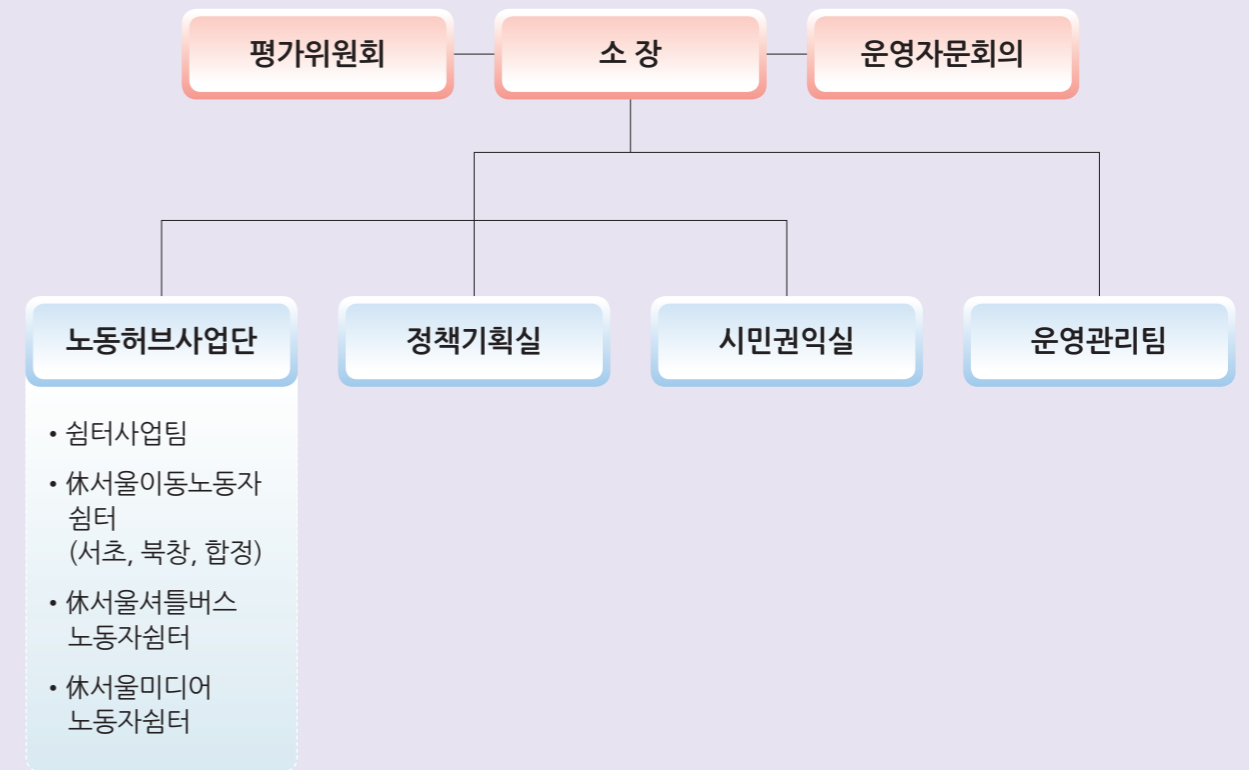 평가위원회
소 장
운영자문회의
노동허브사업단
정책기획실
시민권익실
운영관리팀
• 쉼터사업팀
• 休서울이동노동자
쉼터
(서초, 북창, 합정)
• 休서울셔틀버스
노동자쉼터
• 休서울미디어
노동자쉼터